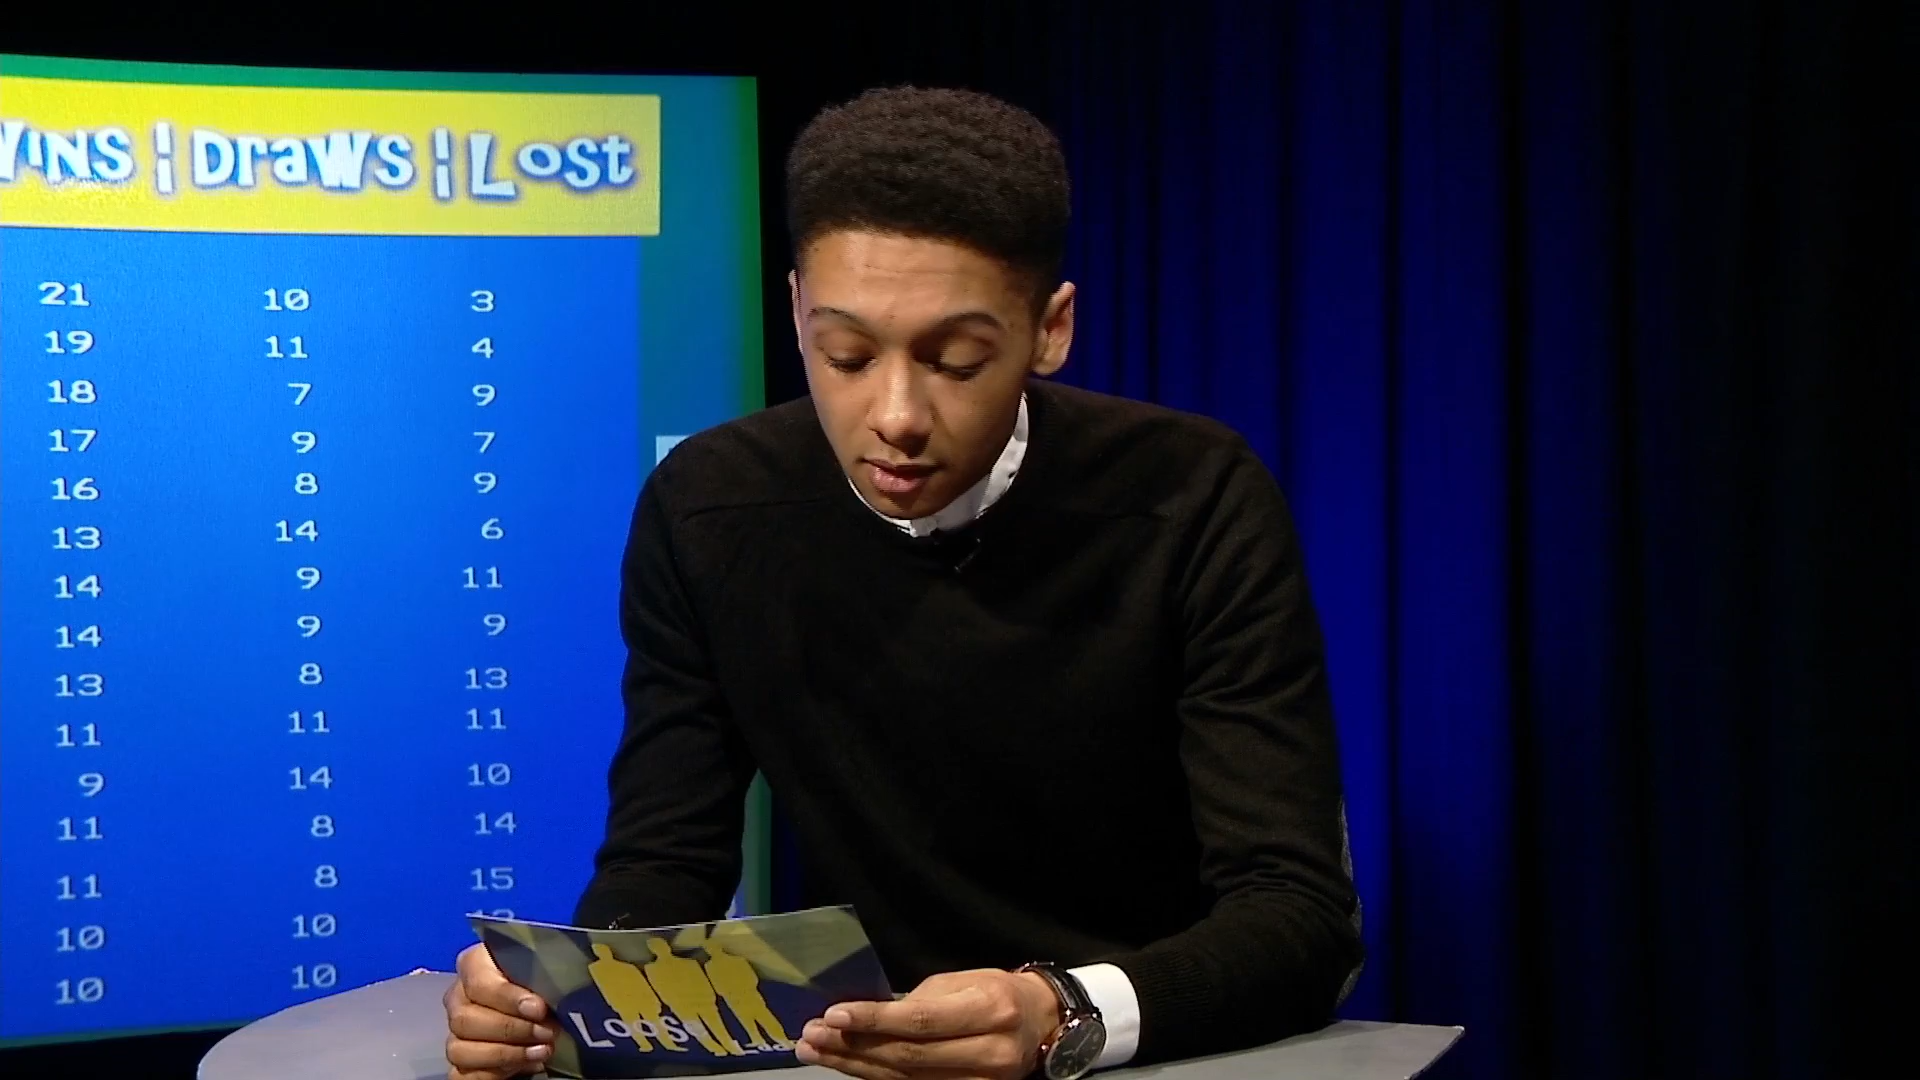 Draws | Lost
21 10 3
19 11 4
18 7 9
17 9 7
16 8 9
13 14 6
14 9 11
14 9 9
13 8 13
11 11 11
9 14 10
11 8 14
11 8 15
10 10
10 10
Loose